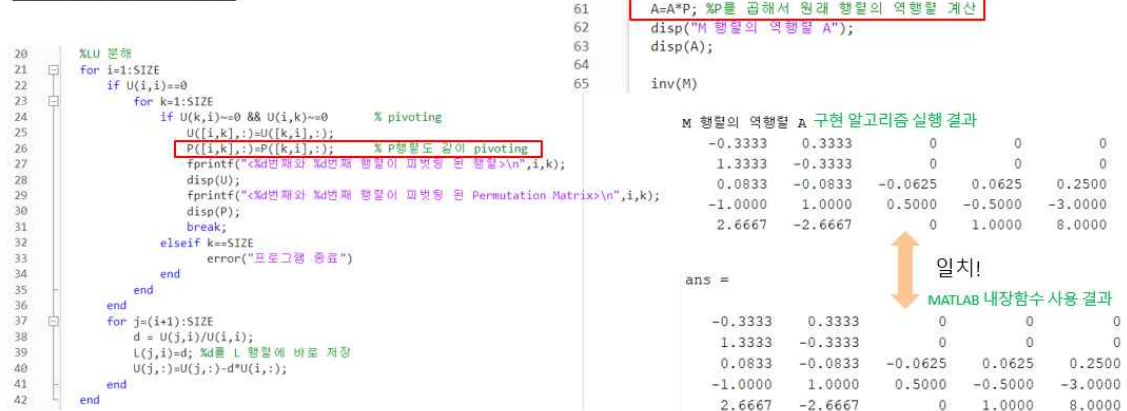 20 %LU 분해
21 for i=1:SIZE
22 if U(i,i)==0
23 for k=1:SIZE
24 if U(k,i)~=0 && U(i,k)~=0 % pivoting
25 U([i,k],:)=U([k,i],:);
26 P([i,k],:)=P([k,i],:); % P행렬도 같이 pivoting
27 fprintf("<%d번째와 %d번째 행렬이 피벗팅 된 행렬>\n",i,k);
28 disp(U);
29 fprintf("<%d번째와 %d번째 행렬이 피벗팅 된 Permutation Matrix>\n",i,k);
30 disp(P);
31 break;
32 elseif k==SIZE
33 error("프로그램 종료")
34 end
35 end
36 end
37 for j=(i+1):SIZE
38 d = U(j,i)/U(i,i);
39 L(j,i)=d; %d를 L 행렬에 바로 저장
40 U(j,:)=U(j,:)-d*U(i,:);
41 end
42 end
61 A=A*P; %P를 곱해서 원래 행렬의 역행렬 계산
62 disp("M 행렬의 역행렬 A");
63 disp(A);
64
65 inv(M)
M 행렬의 역행렬 A 구현 알고리즘 실행 결과
-0.3333 0.3333 0 0 0
1.3333 -0.3333 0 0 0
0.0833 -0.0833 -0.0625 0.0625 0.2500
-1.0000 1.0000 0.5000 -0.5000 -3.0000
2.6667 -2.6667 0 1.0000 8.0000
일치!
ans =
MATLAB 내장함수 사용 결과
-0.3333 0.3333 0 0 0
1.3333 -0.3333 0 0 0
0.0833 -0.0833 -0.0625 0.0625 0.2500
-1.0000 1.0000 0.5000 -0.5000 -3.0000
2.6667 -2.6667 0 1.0000 8.0000